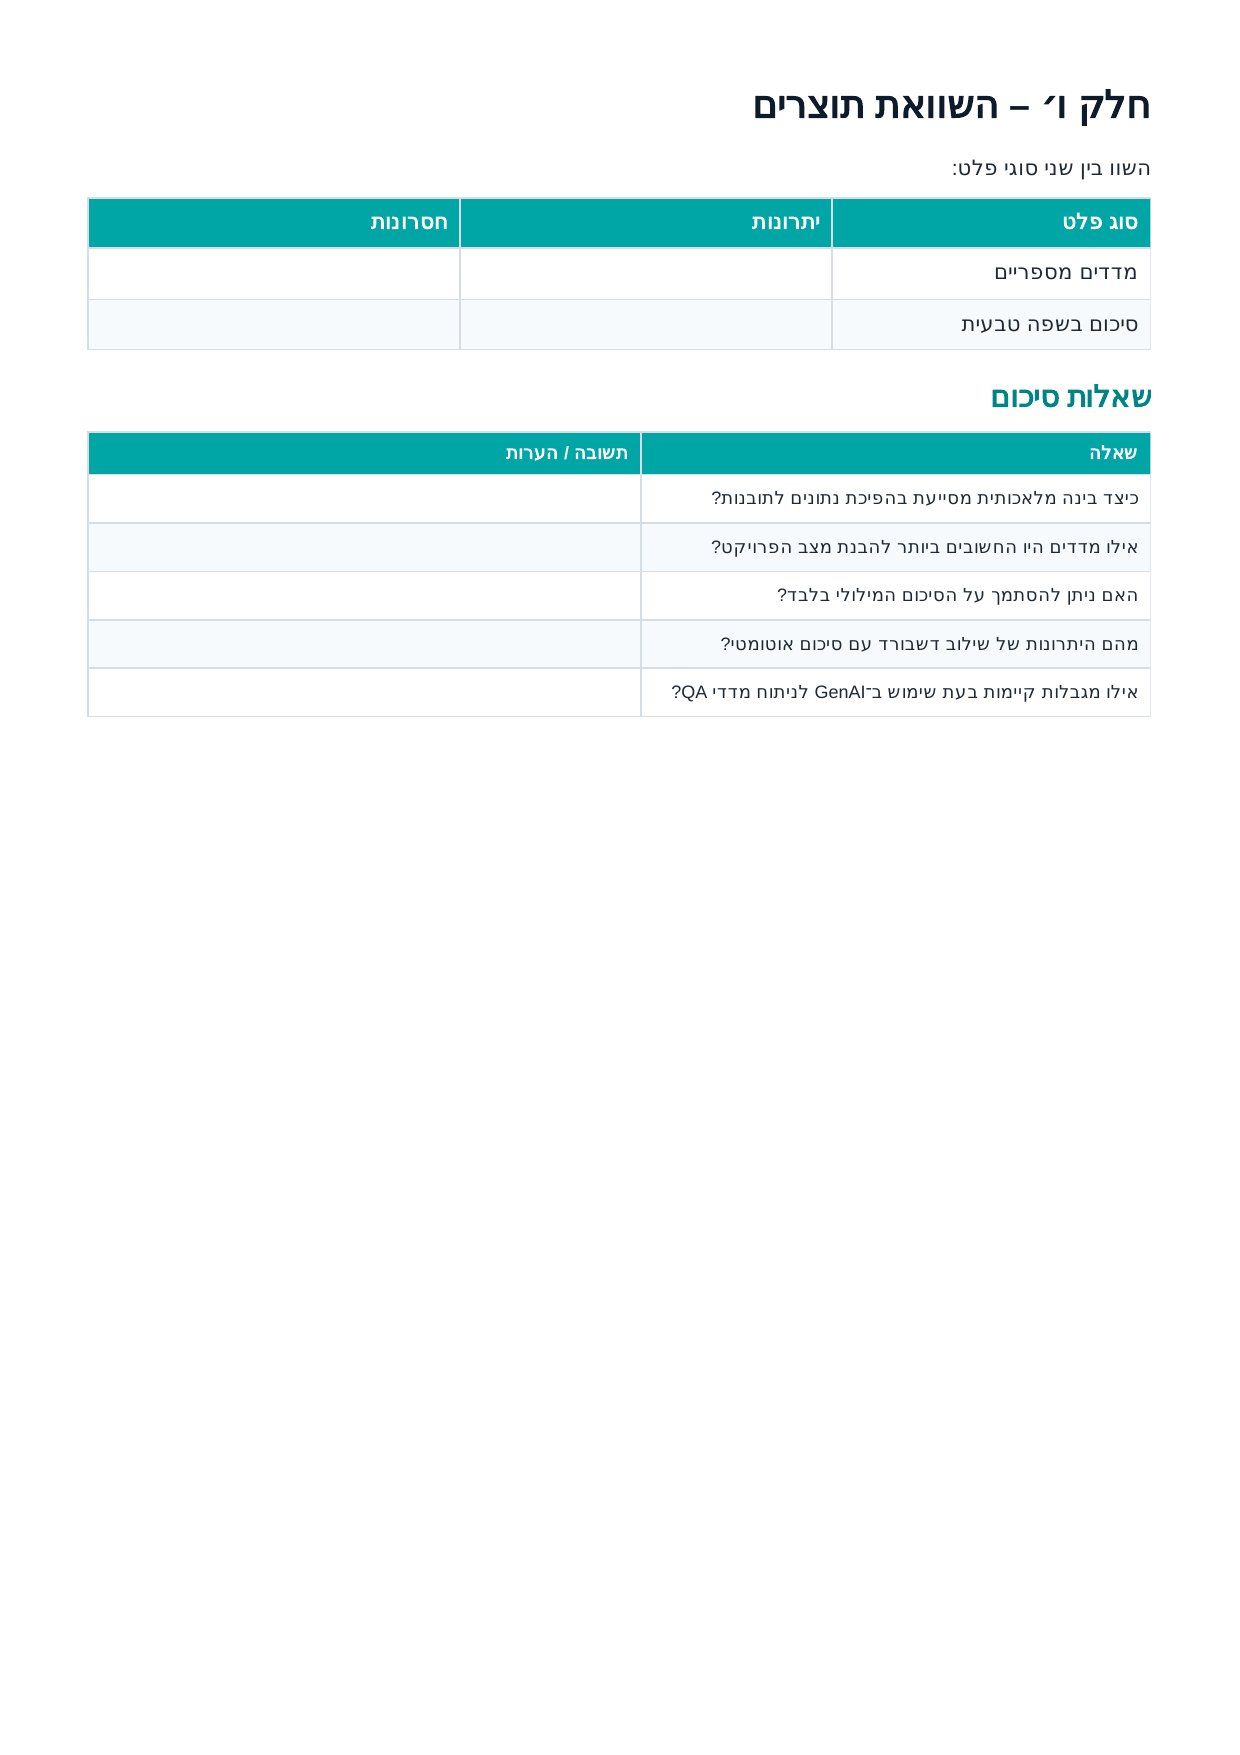 חלק ו׳ – השוואת תוצרים
השוו בין שני סוגי פלט:
סוג פלט יתרונות חסרונות
מדדים מספריים
סיכום בשפה טבעית
שאלות סיכום
שאלה תשובה / הערות
כיצד בינה מלאכותית מסייעת בהפיכת נתונים לתובנות?
אילו מדדים היו החשובים ביותר להבנת מצב הפרויקט?
האם ניתן להסתמך על הסיכום המילולי בלבד?
מהם היתרונות של שילוב דשבורד עם סיכום אוטומטי?
אילו מגבלות קיימות בעת שימוש ב־GenAI לניתוח מדדי QA?